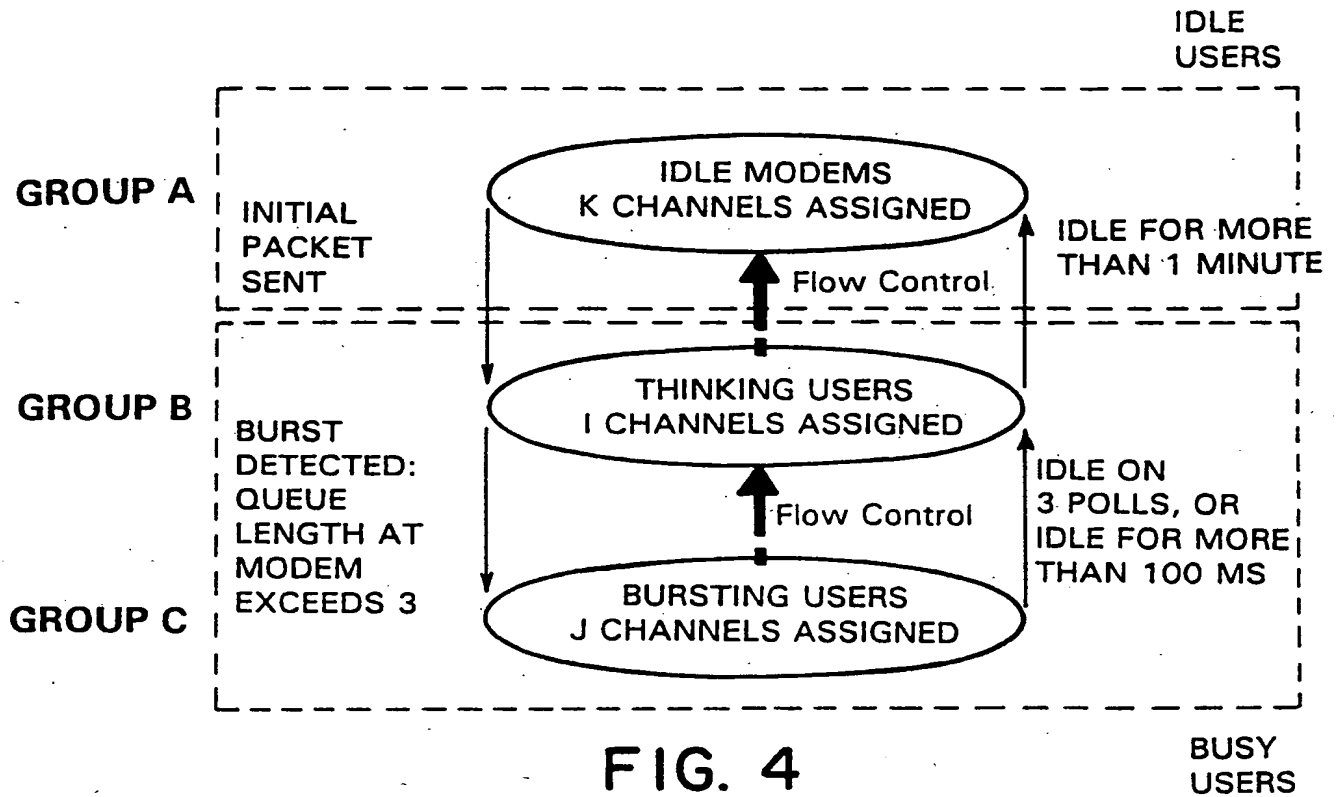 IDLE
USERS
GROUP A
INITIAL
PACKET
SENT
IDLE MODEMS
K CHANNELS ASSIGNED
IDLE FOR MORE
THAN 1 MINUTE
Flow Control
GROUP B
THINKING USERS
I CHANNELS ASSIGNED
BURST
DETECTED:
QUEUE
LENGTH AT
MODEM
EXCEEDS 3
Flow Control
IDLE ON
3 POLLS, OR
IDLE FOR MORE
THAN 100 MS
GROUP C
BURSTING USERS
J CHANNELS ASSIGNED
FIG. 4
BUSY
USERS